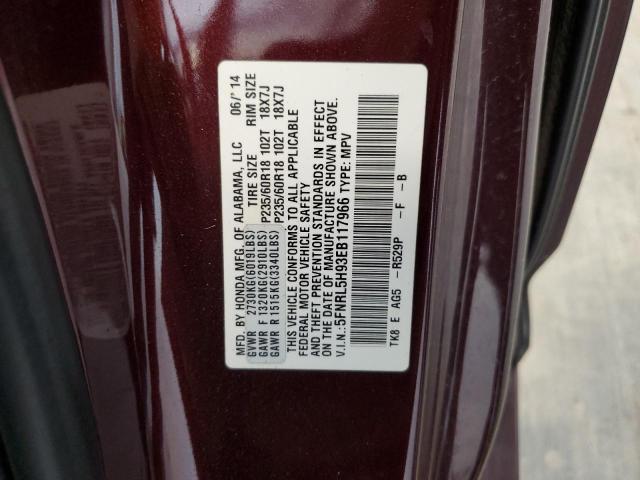 MFD. BY HONDA MFG. OF ALABAMA, LLC 06/'14
GVWR 2730KG(6019LBS) TIRE SIZE RIM SIZE
GAWR F 1320KG(2910LBS) P235/60R18 102T 18X7J
GAWR R 1515KG(3340LBS) P235/60R18 102T 18X7J
THIS VEHICLE CONFORMS TO ALL APPLICABLE
FEDERAL MOTOR VEHICLE SAFETY
AND THEFT PREVENTION STANDARDS IN EFFECT
ON THE DATE OF MANUFACTURE SHOWN ABOVE.
V.I.N.:5FNRL5H93EB117966 TYPE: MPV
TK8 E AG5 -R529P -F -B